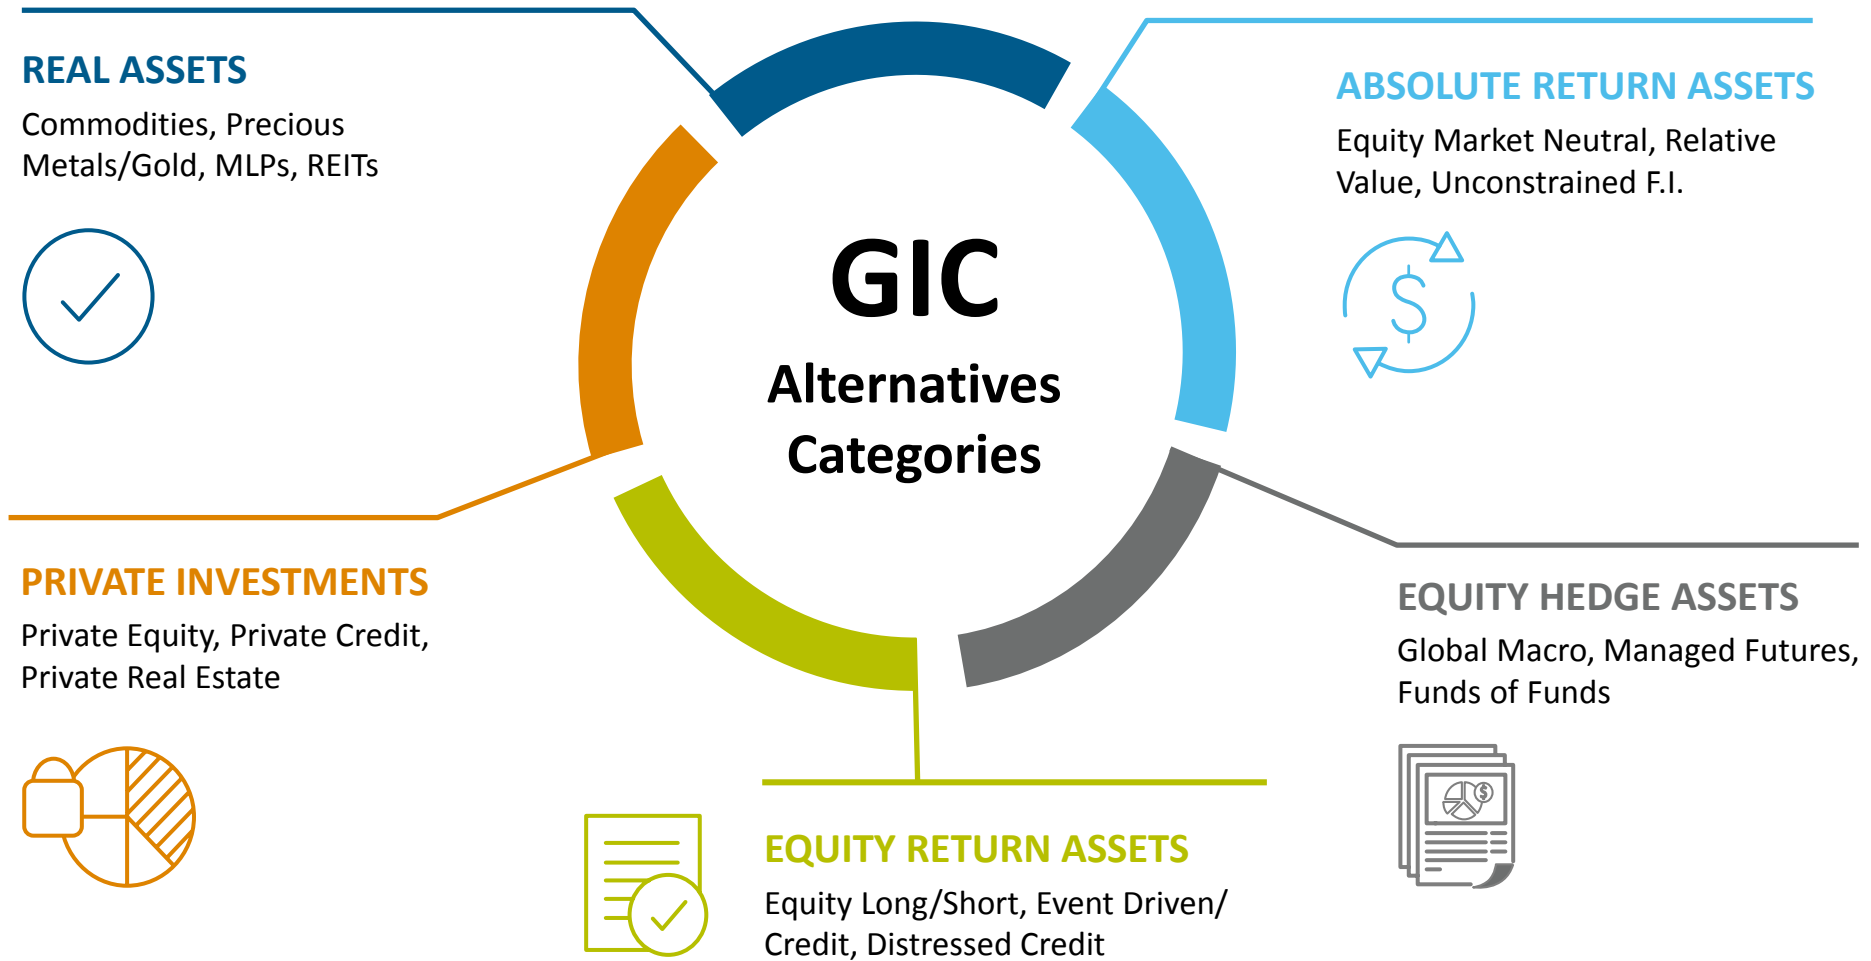 REAL ASSETS
Commodities, Precious
Metals/Gold, MLPs, REITs
ABSOLUTE RETURN ASSETS
Equity Market Neutral, Relative
Value, Unconstrained F.I.
GIC
Alternatives
Categories
PRIVATE INVESTMENTS
Private Equity, Private Credit,
Private Real Estate
EQUITY HEDGE ASSETS
Global Macro, Managed Futures,
Funds of Funds
EQUITY RETURN ASSETS
Equity Long/Short, Event Driven/
Credit, Distressed Credit